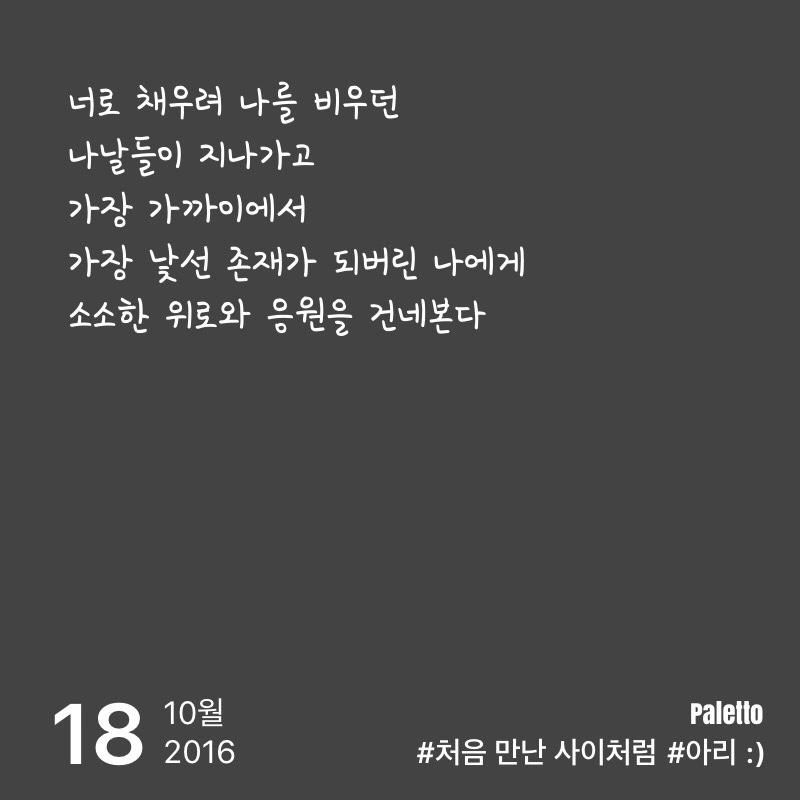 너로 채우려 나를 비우던
나날들이 지나가고
가장 가까이에서
가장 낯선 존재가 되버린 나에게
소소한 위로와 응원을 건네본다
18
10월
2016
Paletto
#처음 만난 사이처럼 #아리 :)